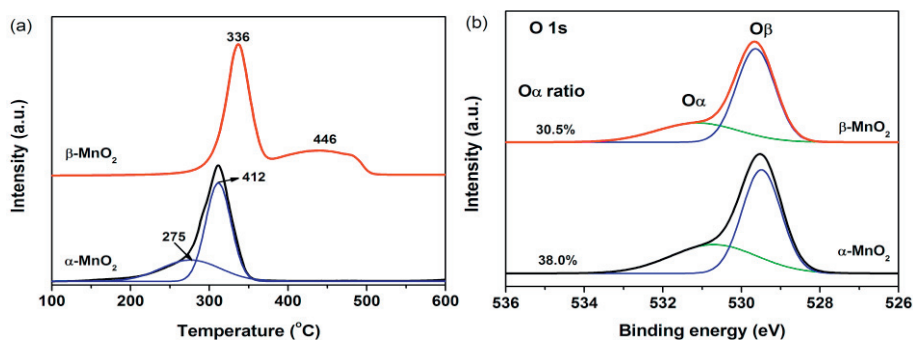 (a)
336
446
β-MnO₂
412
275
α-MnO₂
Intensity (a.u.)
100 200 300 400 500 600
Temperature (°C)
(b)
O 1s
Oβ
Oα ratio
Oα
30.5%
β-MnO₂
38.0%
α-MnO₂
Intensity (a.u.)
536 534 532 530 528 526
Binding energy (eV)